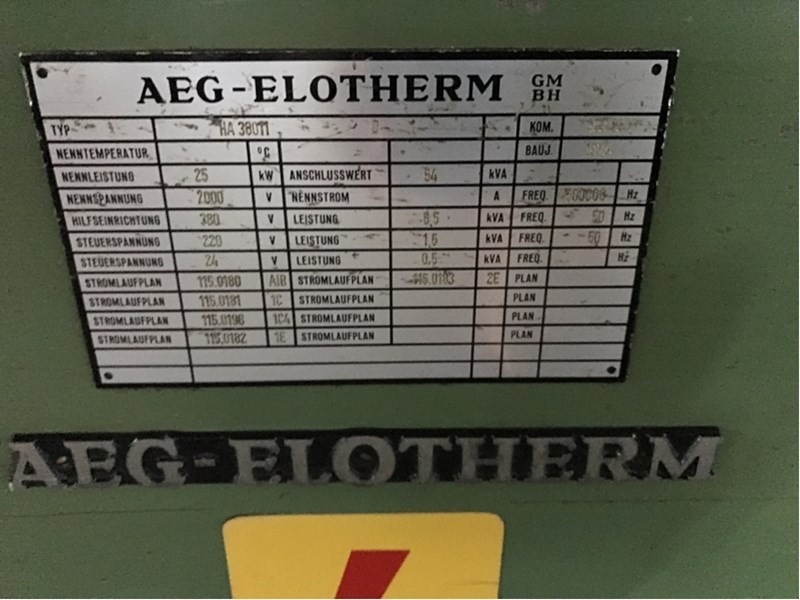 AEG-ELOTHERM GM BH
TYP HA 38011 KOM.
NENNTEMPERATUR °C BAUJ.
NENNLEISTUNG 25 kW ANSCHLUSSWERT 54 kVA
NENNSPANNUNG 2000 V NENNSTROM A FREQ. Hz
HILFSEINRICHTUNG 380 V LEISTUNG 6,5 kVA FREQ. 50 Hz
STEUERSPANNUNG 220 V LEISTUNG 1,5 kVA FREQ. 50 Hz
STEUERSPANNUNG 24 V LEISTUNG 0,5 kVA FREQ. Hz
STROMLAUFPLAN 115.0180 A/B STROMLAUFPLAN 115.0183 2E PLAN
STROMLAUFPLAN 115.0181 1C STROMLAUFPLAN PLAN
STROMLAUFPLAN 115.0196 1C4 STROMLAUFPLAN PLAN
STROMLAUFPLAN 115.0182 1E STROMLAUFPLAN PLAN
AEG-ELOTHERM